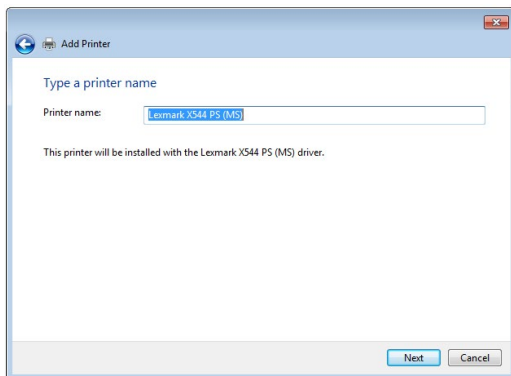 Add Printer
Type a printer name
Printer name: Lexmark X544 PS (MS)
This printer will be installed with the Lexmark X544 PS (MS) driver.
Next Cancel